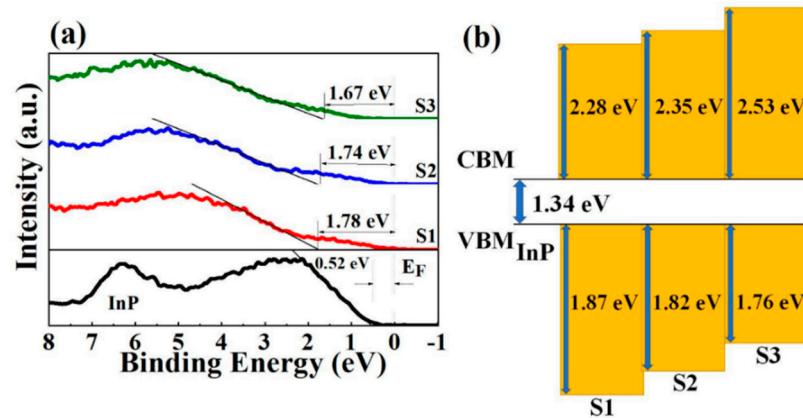 (a)
Intensity (a.u.)
1.67 eV
S3
1.74 eV
S2
1.78 eV
S1
0.52 eV
E_F
InP
8 7 6 5 4 3 2 1 0 -1
Binding Energy (eV)
(b)
2.28 eV 2.35 eV 2.53 eV
CBM
1.34 eV
VBM InP
1.87 eV 1.82 eV 1.76 eV
S1 S2 S3